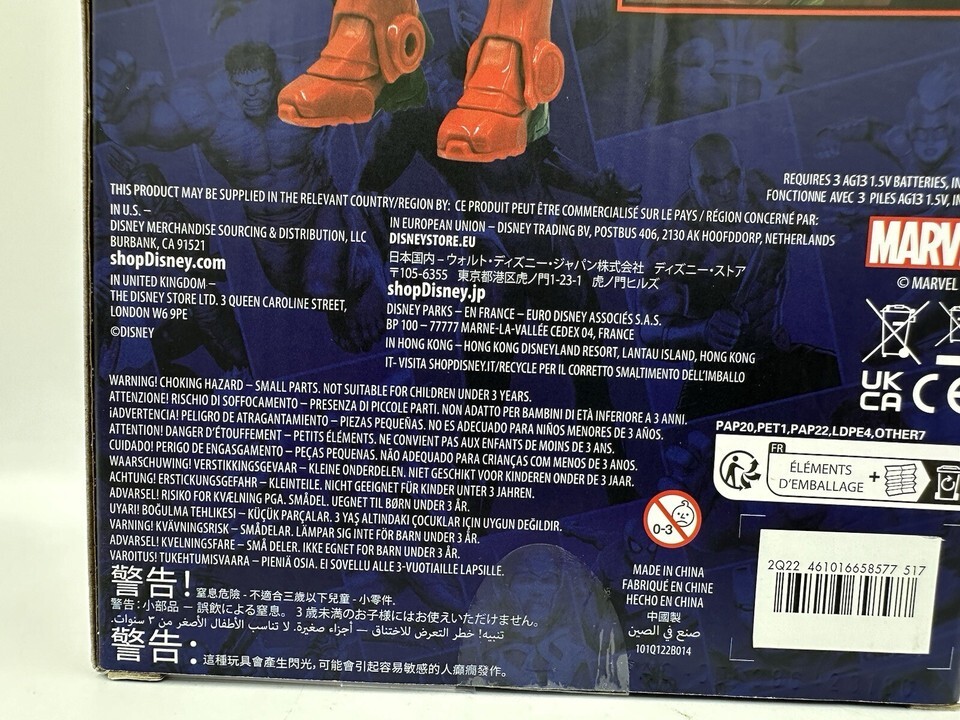 REQUIRES 3 AG13 1.5V BATTERIES,
FONCTIONNE AVEC 3 PILES AG13 1.5V,
THIS PRODUCT MAY BE SUPPLIED IN THE RELEVANT COUNTRY/REGION BY: CE PRODUIT PEUT ÊTRE COMMERCIALISÉ SUR LE PAYS / RÉGION CONCERNÉ PAR:
IN U.S. –
DISNEY MERCHANDISE SOURCING & DISTRIBUTION, LLC
BURBANK, CA 91521
shopDisney.com
IN UNITED KINGDOM –
THE DISNEY STORE LTD. 3 QUEEN CAROLINE STREET,
LONDON W6 9PE
©DISNEY
IN EUROPEAN UNION – DISNEY TRADING BV, POSTBUS 406, 2130 AK HOOFDDORP, NETHERLANDS
DISNEYSTORE.EU
日本国内 – ウォルト・ディズニー・ジャパン株式会社 ディズニー・ストア
〒105-6355 東京都港区虎ノ門1-23-1 虎ノ門ヒルズ
shopDisney.jp
DISNEY PARKS – EN FRANCE – EURO DISNEY ASSOCIÉS S.A.S.
BP 100 – 77777 MARNE-LA-VALLÉE CEDEX 04, FRANCE
IN HONG KONG – HONG KONG DISNEYLAND RESORT, LANTAU ISLAND, HONG KONG
IT- VISITA SHOPDISNEY.IT/RECYCLE PER IL CORRETTO SMALTIMENTO DELL'IMBALLO
MARV
© MARVEL
UK
CA CE
WARNING! CHOKING HAZARD – SMALL PARTS. NOT SUITABLE FOR CHILDREN UNDER 3 YEARS.
ATTENZIONE! RISCHIO DI SOFFOCAMENTO – PRESENZA DI PICCOLE PARTI. NON ADATTO PER BAMBINI DI ETÀ INFERIORE A 3 ANNI.
¡ADVERTENCIA! PELIGRO DE ATRAGANTAMIENTO – PIEZAS PEQUEÑAS. NO ES ADECUADO PARA NIÑOS MENORES DE 3 AÑOS.
ATTENTION! DANGER D'ÉTOUFFEMENT – PETITS ÉLÉMENTS. NE CONVIENT PAS AUX ENFANTS DE MOINS DE 3 ANS.
CUIDADO! PERIGO DE ENGASGAMENTO – PEÇAS PEQUENAS. NÃO ADEQUADO PARA CRIANÇAS COM MENOS DE 3 ANOS.
WAARSCHUWING! VERSTIKKINGSGEVAAR – KLEINE ONDERDELEN. NIET GESCHIKT VOOR KINDEREN ONDER DE 3 JAAR.
ACHTUNG! ERSTICKUNGSGEFAHR – KLEINTEILE. NICHT GEEIGNET FÜR KINDER UNTER 3 JAHREN.
ADVARSEL! RISIKO FOR KVÆLNING PGA. SMÅDEL. UEGNET TIL BØRN UNDER 3 ÅR.
UYARI! BOĞULMA TEHLIKESI – KÜÇÜK PARÇALAR. 3 YAŞ ALTINDAKI ÇOCUKLAR IÇIN UYGUN DEĞILDIR.
VARNING! KVÄVNINGSRISK – SMÅDELAR. LÄMPAR SIG INTE FÖR BARN UNDER 3 ÅR.
ADVARSEL! KVELNINGSFARE – SMÅ DELER. IKKE EGNET FOR BARN UNDER 3 ÅR.
VAROITUS! TUKEHTUMISVAARA – PIENIÄ OSIA. EI SOVELLU ALLE 3-VUOTIAILLE LAPSILLE.
警告! 窒息危險 - 不適合三歲以下兒童 - 小零件.
警告: 小部品 — 誤飲による窒息。3歳未満のお子様にはお使いいただけません。
تنبيه! خطر التعرض للاختناق – أجزاء صغيرة. لا تناسب الأطفال الأصغر من ٣ سنوات.
警告: 這種玩具會產生閃光, 可能會引起容易敏感的人癲癇發作。
PAP20,PET1,PAP22,LDPE4,OTHER7
FR
ÉLÉMENTS
D'EMBALLAGE +
0-3
MADE IN CHINA
FABRIQUÉ EN CHINE
HECHO EN CHINA
中國製
صنع في الصين
101Q122B014
2Q22 461016658577 517